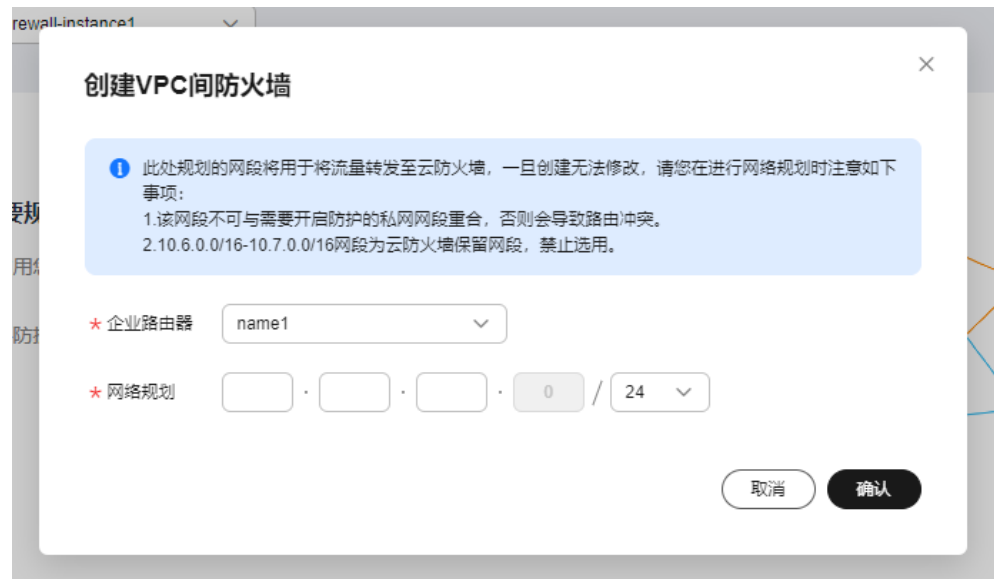 rewall-instance1
创建VPC间防火墙
此处规划的网段将用于将流量转发至云防火墙，一旦创建无法修改，请您在进行网络规划时注意如下
事项：
1.该网段不可与需要开启防护的私网网段重合，否则会导致路由冲突。
2.10.6.0.0/16-10.7.0.0/16网段为云防火墙保留网段，禁止选用。
要规
用您
防护
* 企业路由器 name1
* 网络规划 . . . 0 / 24
取消 确认